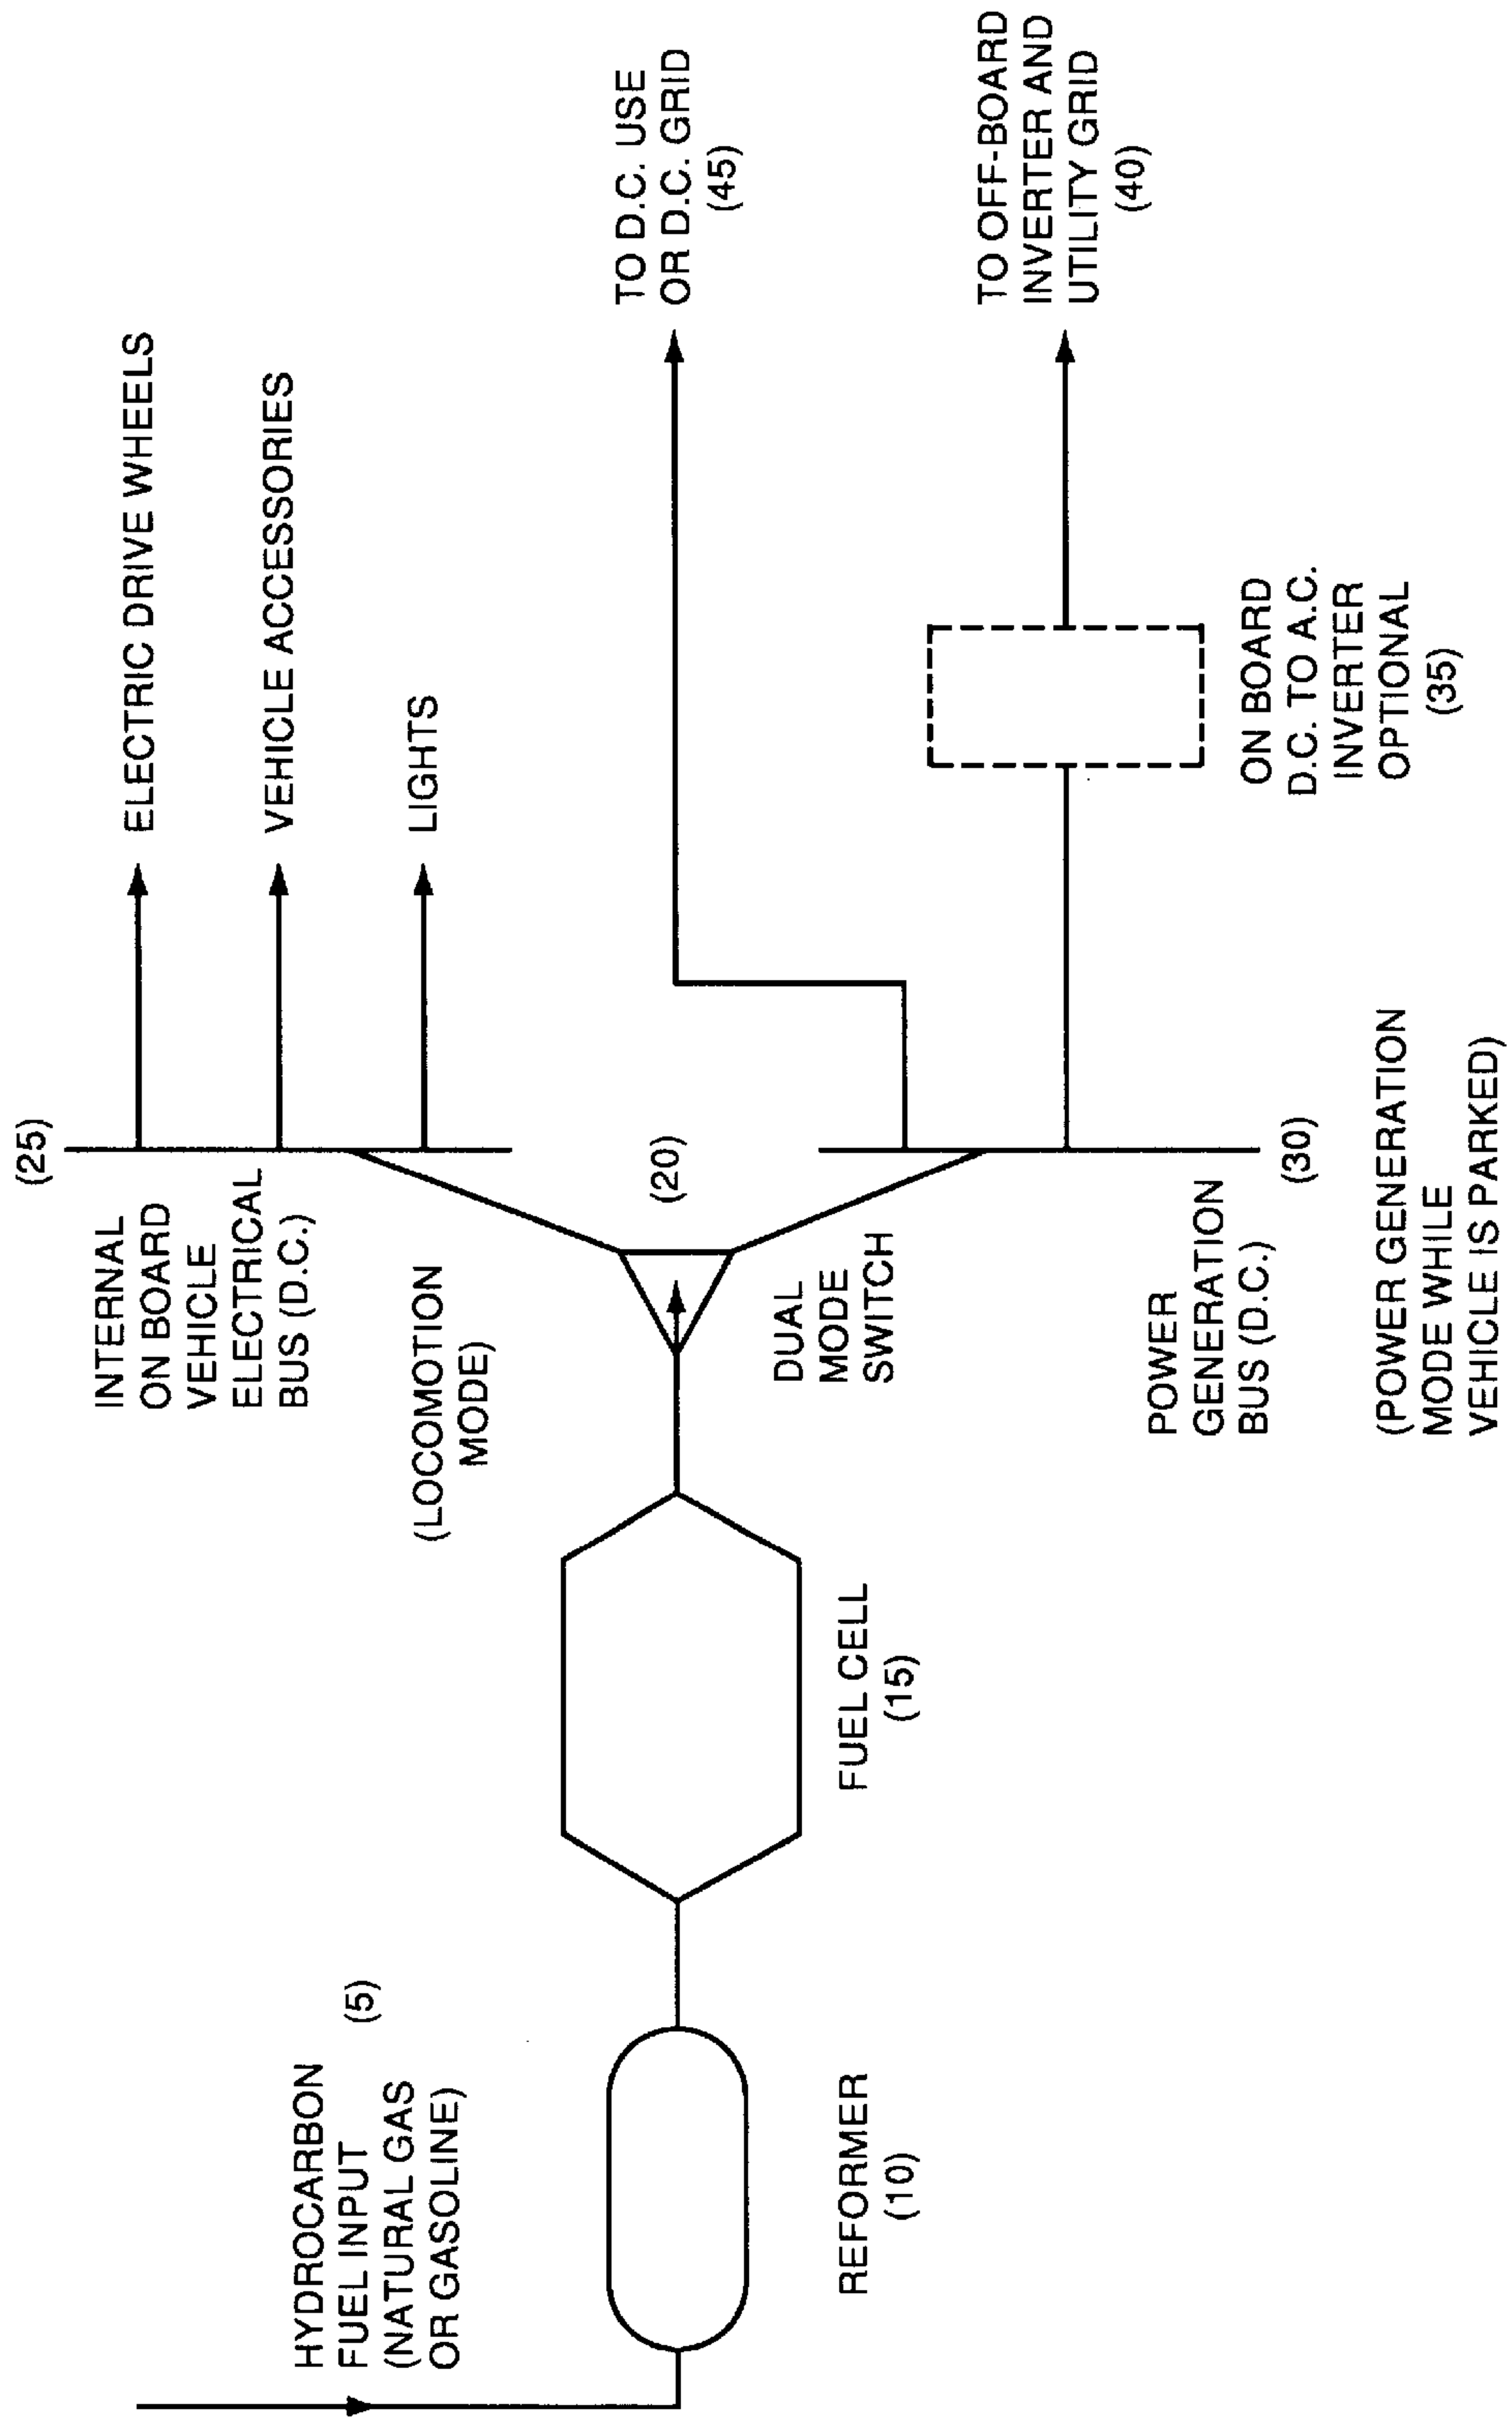 HYDROCARBON
FUEL INPUT
(NATURAL GAS
OR GASOLINE)
(5)
REFORMER
(10)
FUEL CELL
(15)
INTERNAL
ON BOARD
VEHICLE
ELECTRICAL
BUS (D.C.)
(25)
(LOCOMOTION
MODE)
(20)
DUAL
MODE
SWITCH
POWER
GENERATION
BUS (D.C.)
(30)
(POWER GENERATION
MODE WHILE
VEHICLE IS PARKED)
ELECTRIC DRIVE WHEELS
VEHICLE ACCESSORIES
LIGHTS
TO D.C. USE
OR D.C. GRID
(45)
ON BOARD
D.C. TO A.C.
INVERTER
OPTIONAL
(35)
TO OFF-BOARD
INVERTER AND
UTILITY GRID
(40)